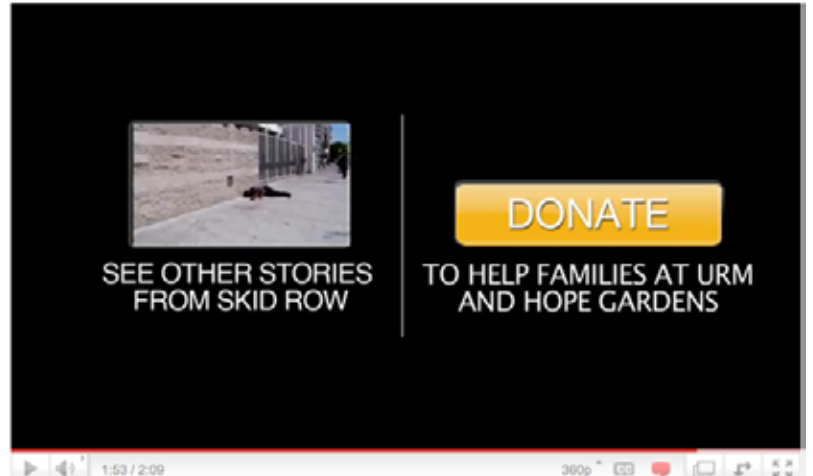 SEE OTHER STORIES
FROM SKID ROW
DONATE
TO HELP FAMILIES AT URM
AND HOPE GARDENS
1:53 / 2:09
360p
CC